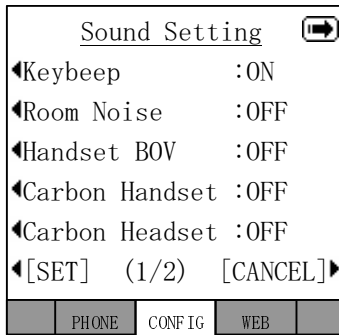 Sound Setting
Keybeep :ON
Room Noise :OFF
Handset BOV :OFF
Carbon Handset :OFF
Carbon Headset :OFF
[SET] (1/2) [CANCEL]
PHONE CONFIG WEB